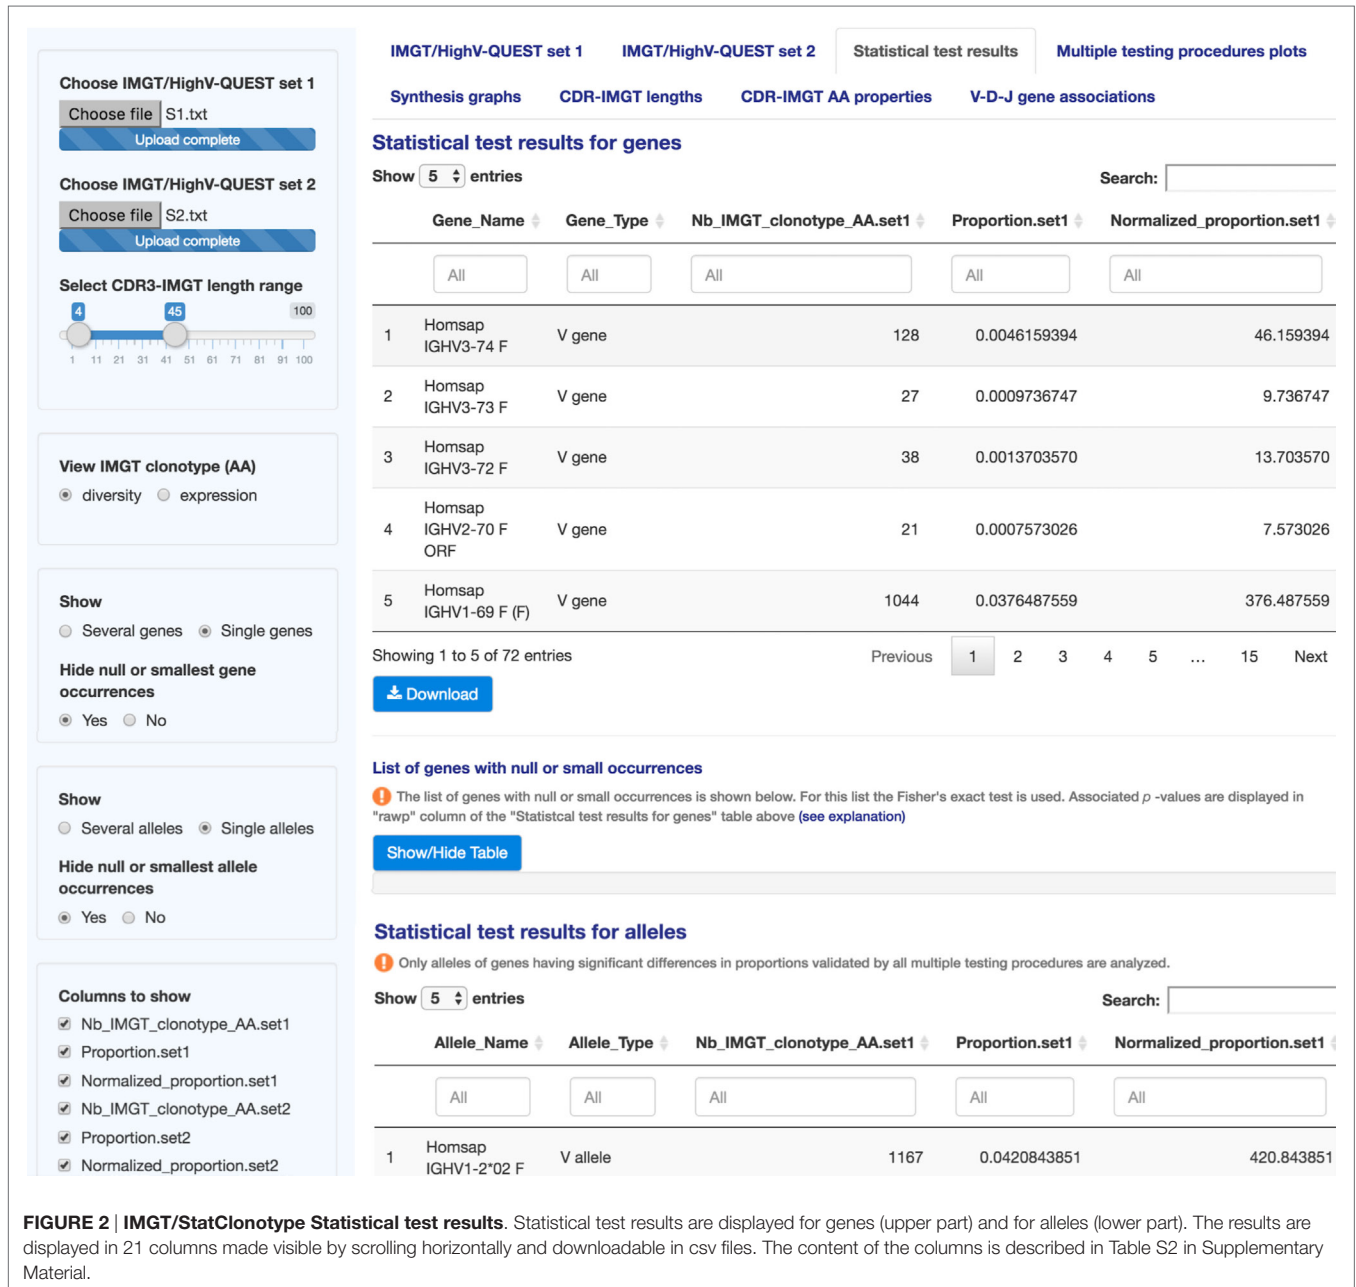 Choose IMGT/HighV-QUEST set 1
Choose file S1.txt
Upload complete
Choose IMGT/HighV-QUEST set 2
Choose file S2.txt
Upload complete
Select CDR3-IMGT length range
4 45 100
1 11 21 31 41 51 61 71 81 91 100
View IMGT clonotype (AA)
diversity expression
Show
Several genes Single genes
Hide null or smallest gene
occurrences
Yes No
Show
Several alleles Single alleles
Hide null or smallest allele
occurrences
Yes No
Columns to show
Nb_IMGT_clonotype_AA.set1
Proportion.set1
Normalized_proportion.set1
Nb_IMGT_clonotype_AA.set2
Proportion.set2
Normalized_proportion.set2
IMGT/HighV-QUEST set 1 IMGT/HighV-QUEST set 2 Statistical test results Multiple testing procedures plots
Synthesis graphs CDR-IMGT lengths CDR-IMGT AA properties V-D-J gene associations
Statistical test results for genes
Show 5 entries Search:
Gene_Name Gene_Type Nb_IMGT_clonotype_AA.set1 Proportion.set1 Normalized_proportion.set1
All All All All All
1 Homsap IGHV3-74 F V gene 128 0.0046159394 46.159394
2 Homsap IGHV3-73 F V gene 27 0.0009736747 9.736747
3 Homsap IGHV3-72 F V gene 38 0.0013703570 13.703570
4 Homsap IGHV2-70 F ORF V gene 21 0.0007573026 7.573026
5 Homsap IGHV1-69 F (F) V gene 1044 0.0376487559 376.487559
Showing 1 to 5 of 72 entries Previous 1 2 3 4 5 ... 15 Next
Download
List of genes with null or small occurrences
! The list of genes with null or small occurrences is shown below. For this list the Fisher's exact test is used. Associated p -values are displayed in
"rawp" column of the "Statistcal test results for genes" table above (see explanation)
Show/Hide Table
Statistical test results for alleles
! Only alleles of genes having significant differences in proportions validated by all multiple testing procedures are analyzed.
Show 5 entries Search:
Allele_Name Allele_Type Nb_IMGT_clonotype_AA.set1 Proportion.set1 Normalized_proportion.set1
All All All All All
1 Homsap IGHV1-2*02 F V allele 1167 0.0420843851 420.843851
FIGURE 2 | IMGT/StatClonotype Statistical test results. Statistical test results are displayed for genes (upper part) and for alleles (lower part). The results are
displayed in 21 columns made visible by scrolling horizontally and downloadable in csv files. The content of the columns is described in Table S2 in Supplementary
Material.